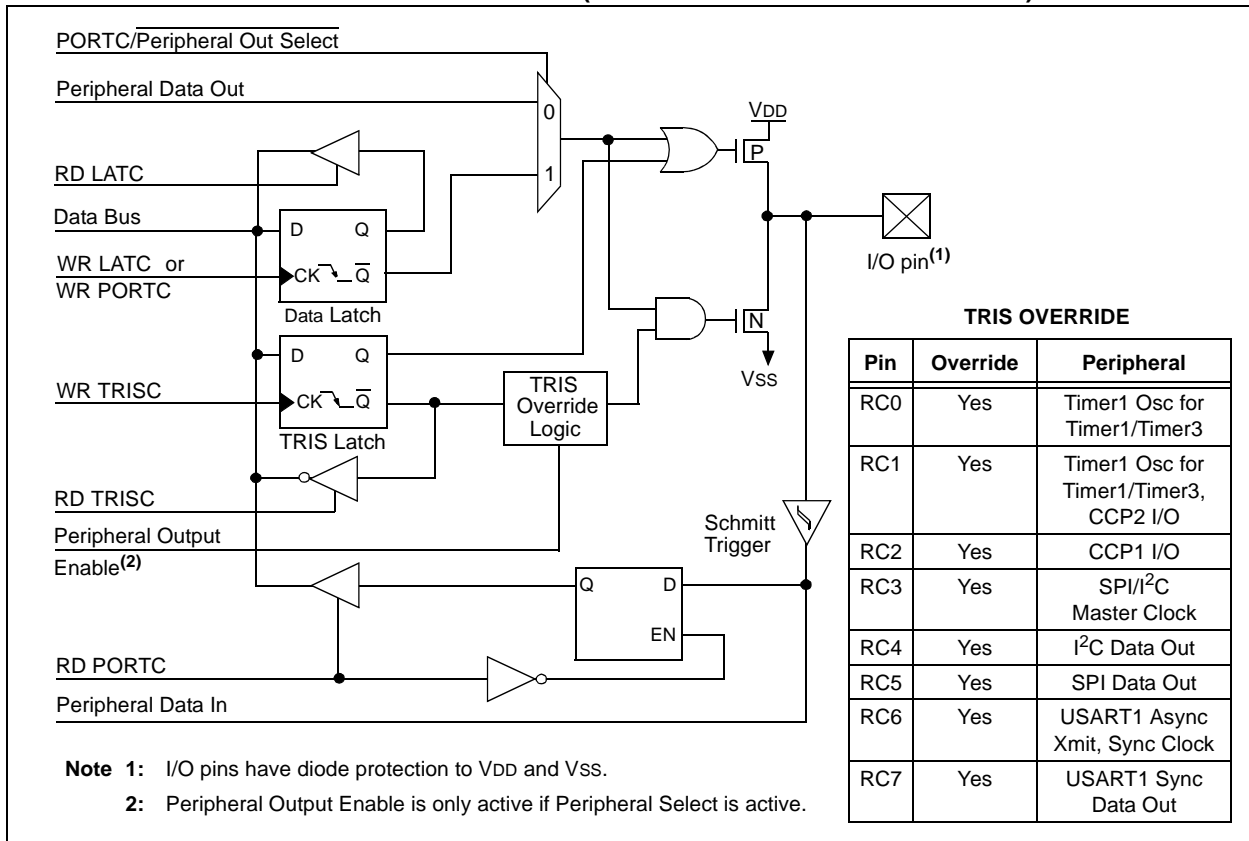 PORTC/Peripheral Out Select
Peripheral Data Out
RD LATC
Data Bus
WR LATC or
WR PORTC
D Q
CK Q
Data Latch
0
1
VDD
P
N
VSS
I/O pin(1)
WR TRISC
D Q
CK Q
TRIS Latch
TRIS
Override
Logic
RD TRISC
Peripheral Output
Enable(2)
Schmitt
Trigger
Q D
EN
RD PORTC
Peripheral Data In
TRIS OVERRIDE
Pin Override Peripheral
RC0 Yes Timer1 Osc for
Timer1/Timer3
RC1 Yes Timer1 Osc for
Timer1/Timer3,
CCP2 I/O
RC2 Yes CCP1 I/O
RC3 Yes SPI/I2C
Master Clock
RC4 Yes I2C Data Out
RC5 Yes SPI Data Out
RC6 Yes USART1 Async
Xmit, Sync Clock
RC7 Yes USART1 Sync
Data Out
Note 1: I/O pins have diode protection to VDD and VSS.
2: Peripheral Output Enable is only active if Peripheral Select is active.